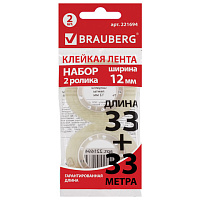 2 шт.
арт. 221694
BRAUBERG®
КЛЕЙКАЯ ЛЕНТА
НАБОР
2 ролика
ширина
12 мм
ДЛИНА
33
+
33
МЕТРА
ГАРАНТИРОВАННАЯ
ДЛИНА